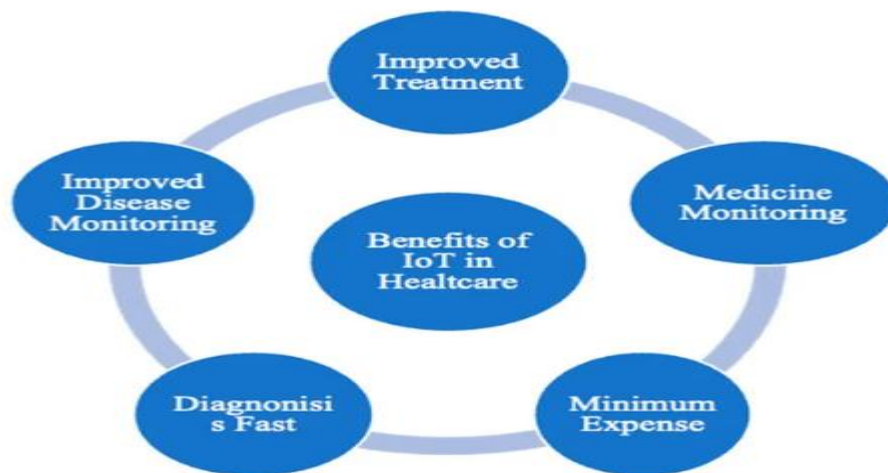 Improved
Treatment
Medicine
Monitoring
Minimum
Expense
Diagnonisi
s Fast
Improved
Disease
Monitoring
Benefits of
IoT in
Healtcare